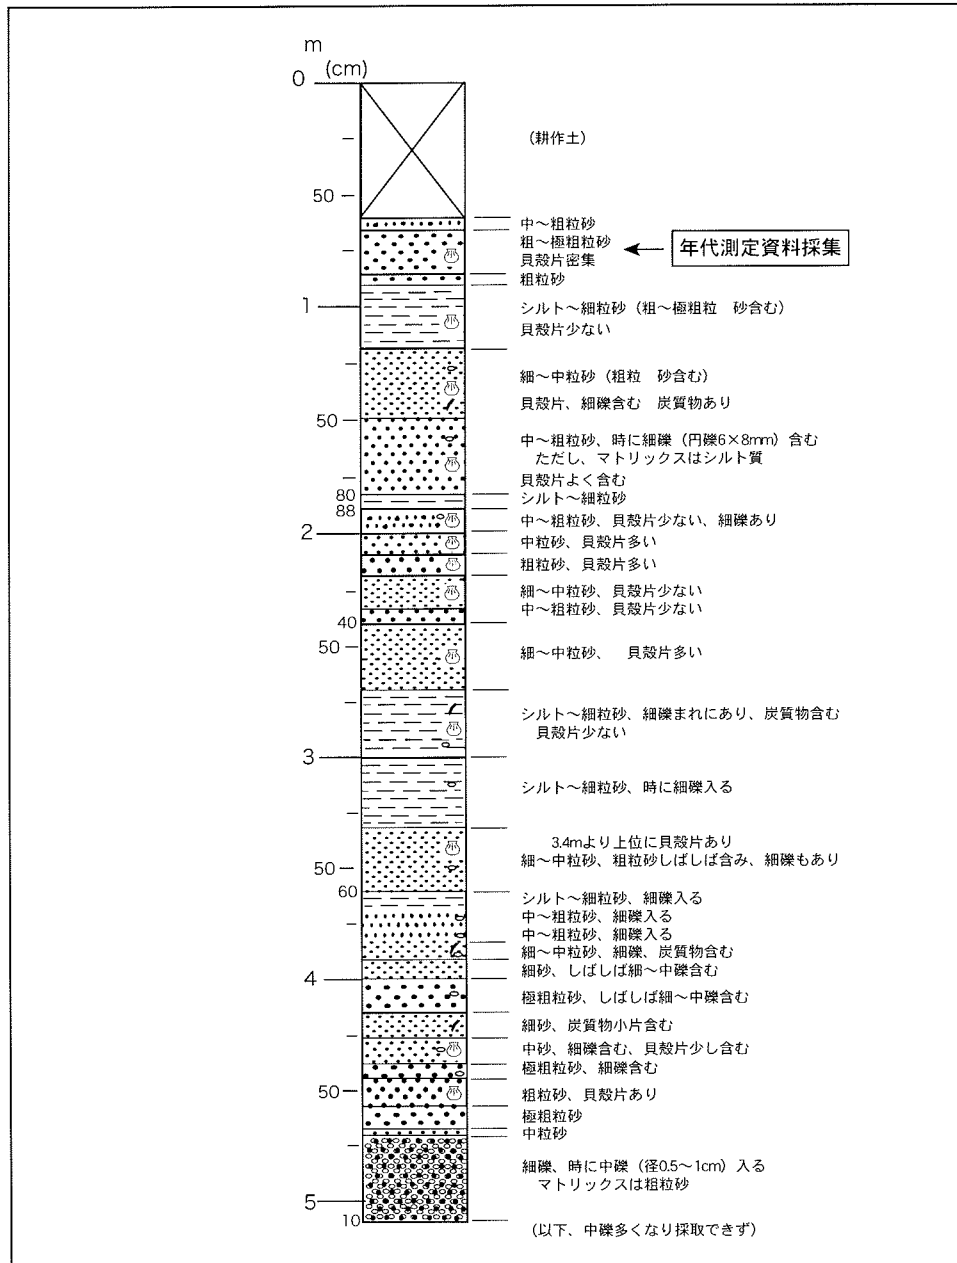 m
(cm)
0
(耕作土)
50
中〜粗粒砂
粗〜極粗粒砂
貝殻片密集
年代測定資料採集
粗粒砂
1
シルト〜細粒砂（粗〜極粗粒　砂含む）
貝殻片少ない
細〜中粒砂（粗粒　砂含む）
貝殻片、細礫含む　炭質物あり
50
中〜粗粒砂、時に細礫（円礫6×8mm）含む
ただし、マトリックスはシルト質
貝殻片よく含む
80
シルト〜細粒砂
88
中〜粗粒砂、貝殻片少ない、細礫あり
2
中粒砂、貝殻片多い
粗粒砂、貝殻片多い
細〜中粒砂、貝殻片少ない
中〜粗粒砂、貝殻片少ない
40
50
細〜中粒砂、　貝殻片多い
シルト〜細粒砂、細礫まれにあり、炭質物含む
貝殻片少ない
3
シルト〜細粒砂、時に細礫入る
3.4mより上位に貝殻片あり
細〜中粒砂、粗粒砂しばしば含み、細礫もあり
50
60
シルト〜細粒砂、細礫入る
中〜粗粒砂、細礫入る
中〜粗粒砂、細礫入る
細〜中粒砂、細礫、炭質物含む
細砂、しばしば細〜中礫含む
4
極粗粒砂、しばしば細〜中礫含む
細砂、炭質物小片含む
中砂、細礫含む、貝殻片少し含む
極粗粒砂、細礫含む
50
粗粒砂、貝殻片あり
極粗粒砂
中粒砂
細礫、時に中礫（径0.5〜1cm）入る
マトリックスは粗粒砂
5
10
（以下、中礫多くなり採取できず）